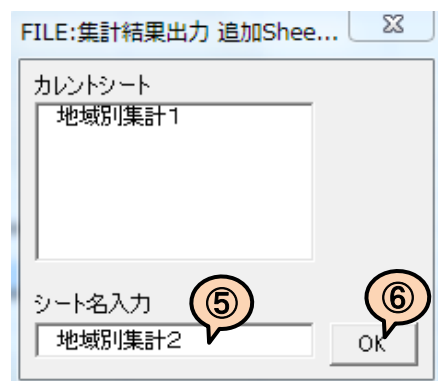 FILE:集計結果出力 追加Shee...
カレントシート
地域別集計1
シート名入力
⑤
⑥
地域別集計2
OK